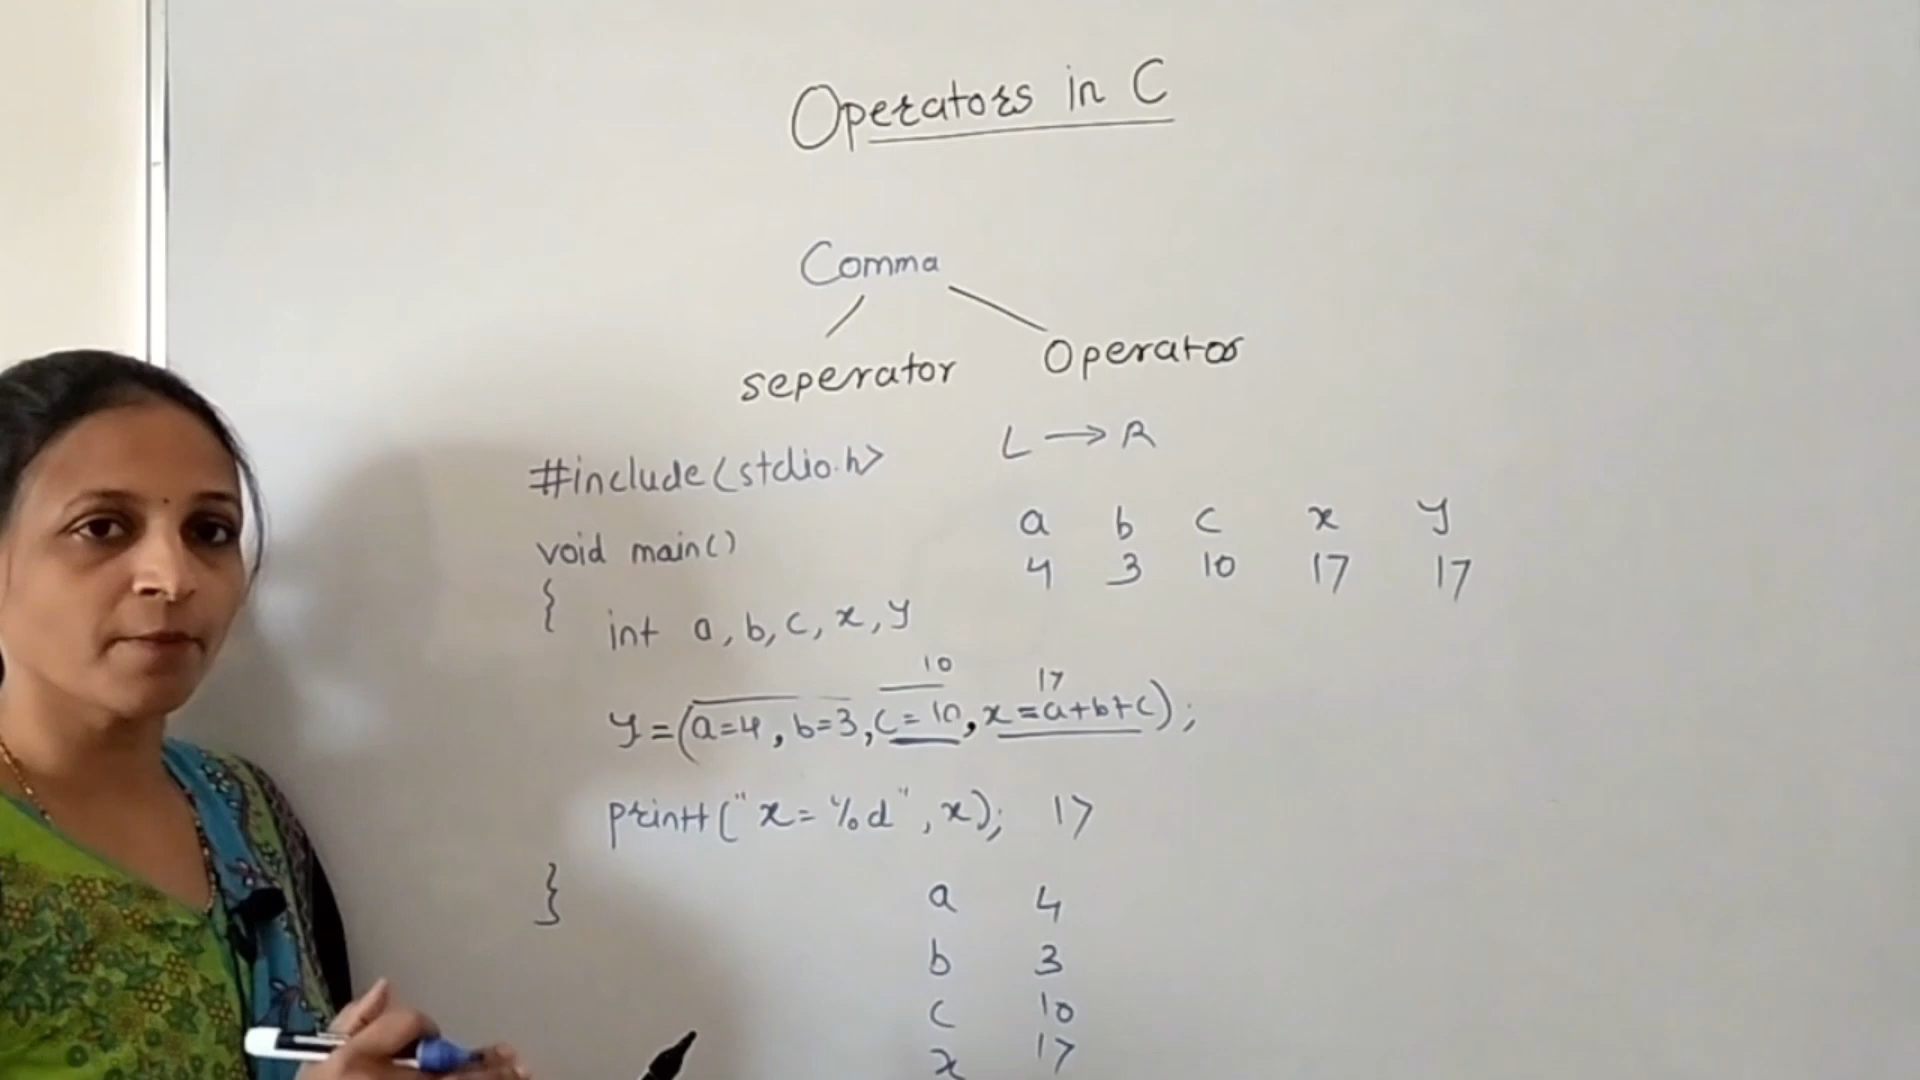 Operators in C
Comma
seperator Operator
L → R
#include <stdio.h>
void main()
{
int a, b, c, x, y
a b c x y
4 3 10 17 17
10 17
y = (a=4, b=3, c=10, x=a+b+c);
printf("x=%d", x); 17
}
a 4
b 3
c 10
x 17